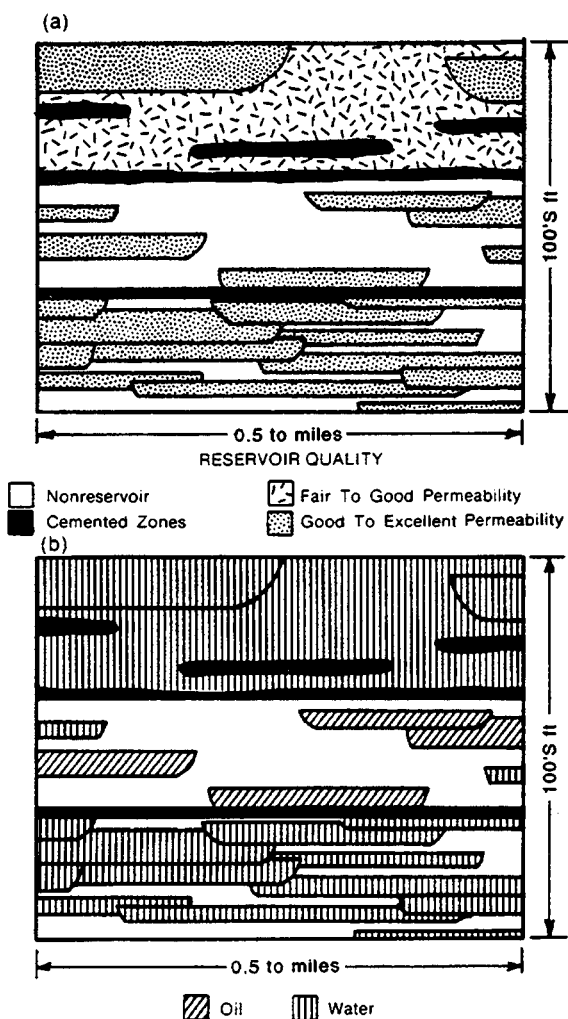 (a)
100'S ft
0.5 to miles
RESERVOIR QUALITY
Nonreservoir
Fair To Good Permeability
Cemented Zones
Good To Excellent Permeability
(b)
100'S ft
0.5 to miles
Oil
Water